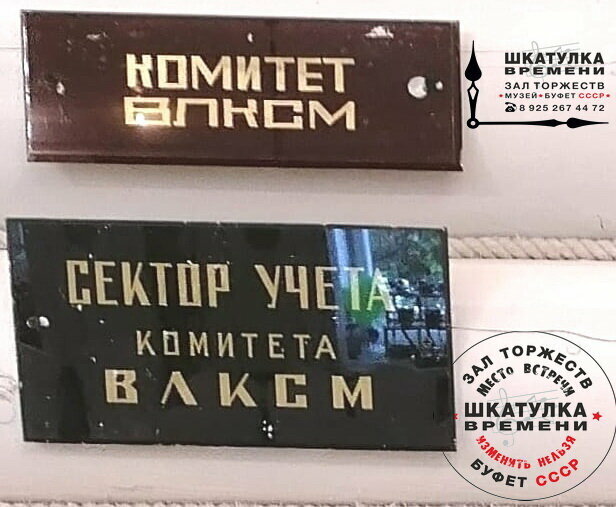 КОМИТЕТ
ВЛКСМ
ШКАТУЛКА
ВРЕМЕНИ
ЗАЛ ТОРЖЕСТВ
★МУЗЕЙ★БУФЕТ СССР★
☎8 925 267 44 72
СЕКТОР УЧЕТА
КОМИТЕТА
ВЛКСМ
ЗАЛ ТОРЖЕСТВ
МЕСТО ВСТРЕЧИ
★ШКАТУЛКА★
ВРЕМЕНИ
ИЗМЕНИТЬ НЕЛЬЗЯ
БУФЕТ СССР